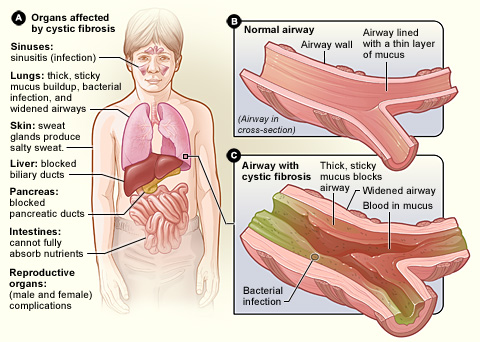 A Organs affected
by cystic fibrosis
Sinuses:
sinusitis (infection)
Lungs: thick, sticky
mucus buildup, bacterial
infection, and
widened airways
Skin: sweat
glands produce
salty sweat.
Liver: blocked
biliary ducts
Pancreas:
blocked
pancreatic ducts
Intestines:
cannot fully
absorb nutrients
Reproductive
organs:
(male and female)
complications
B Normal airway
Airway wall
Airway lined
with a thin layer
of mucus
(Airway in
cross-section)
C Airway with
cystic fibrosis
Thick, sticky
mucus blocks
airway
Widened airway
Blood in mucus
Bacterial
infection